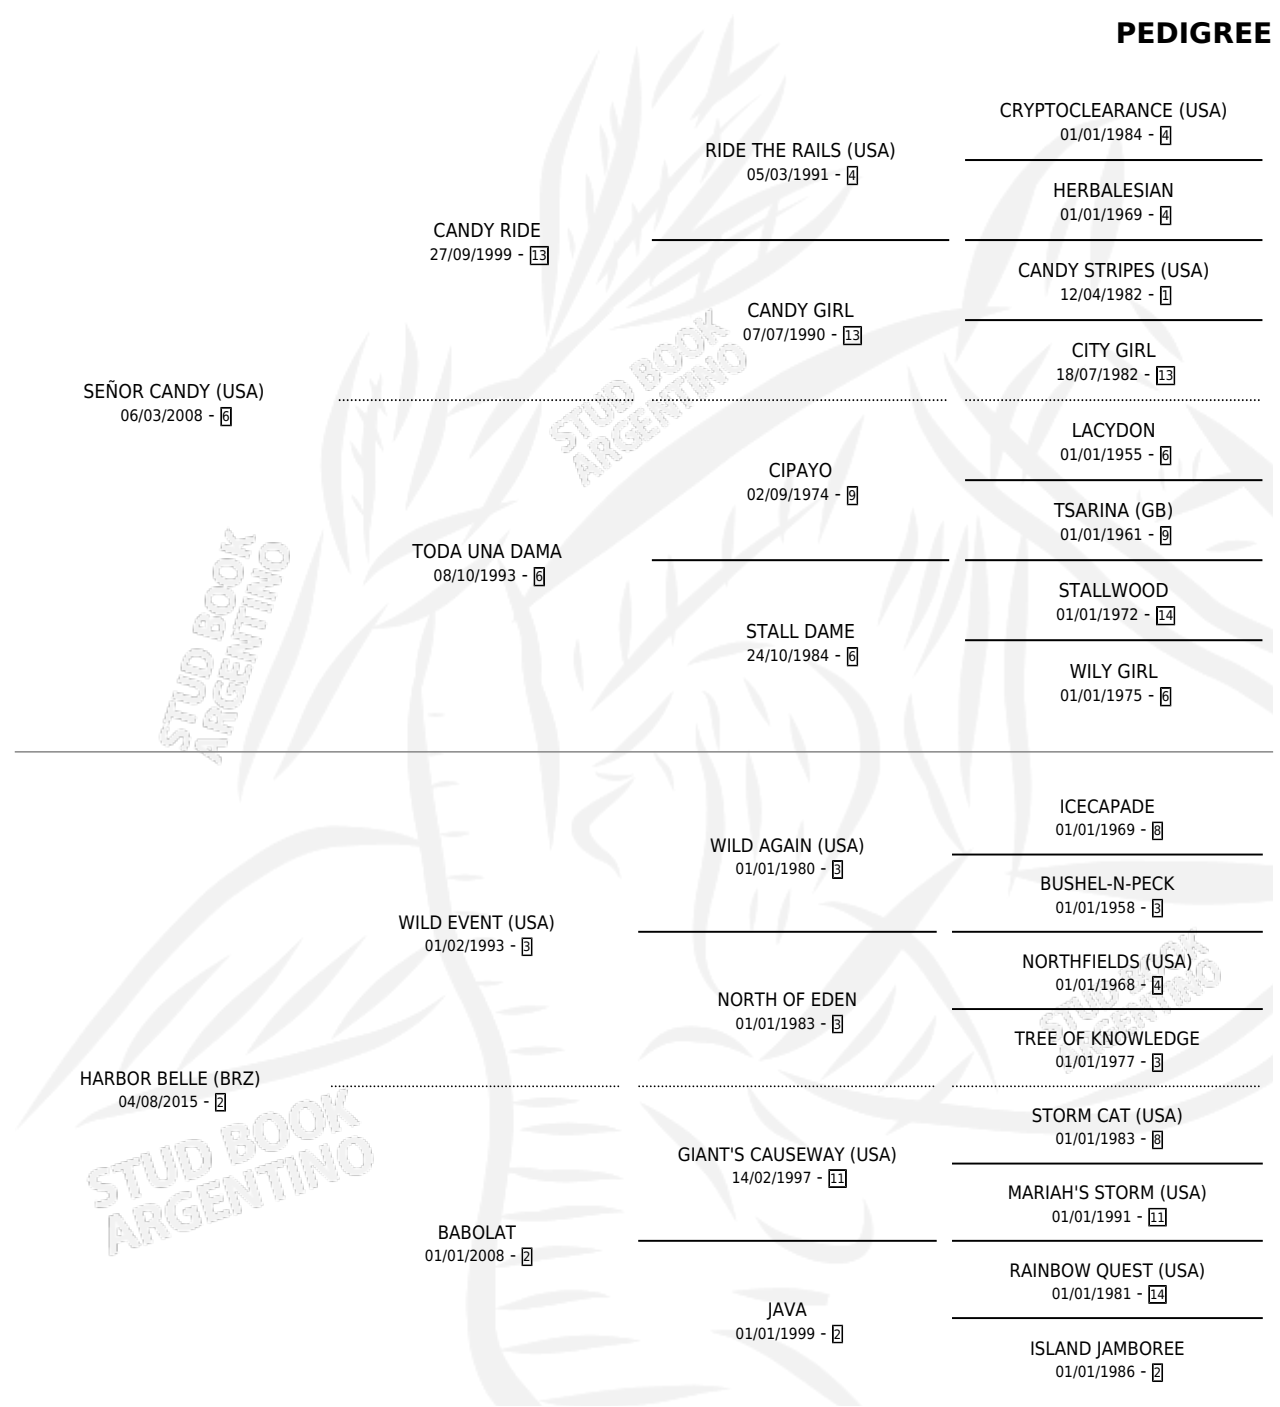 PEDIGREE
CRYPTOCLEARANCE (USA)
01/01/1984 - 4
RIDE THE RAILS (USA)
05/03/1991 - 4
HERBALESIAN
01/01/1969 - 4
CANDY RIDE
27/09/1999 - 13
CANDY STRIPES (USA)
12/04/1982 - 1
CANDY GIRL
07/07/1990 - 13
CITY GIRL
18/07/1982 - 13
SEÑOR CANDY (USA)
06/03/2008 - 6
LACYDON
01/01/1955 - 6
CIPAYO
02/09/1974 - 9
TSARINA (GB)
01/01/1961 - 9
TODA UNA DAMA
08/10/1993 - 6
STALLWOOD
01/01/1972 - 14
STALL DAME
24/10/1984 - 6
WILY GIRL
01/01/1975 - 6
ICECAPADE
01/01/1969 - 8
WILD AGAIN (USA)
01/01/1980 - 3
BUSHEL-N-PECK
01/01/1958 - 3
WILD EVENT (USA)
01/02/1993 - 3
NORTHFIELDS (USA)
01/01/1968 - 4
NORTH OF EDEN
01/01/1983 - 3
TREE OF KNOWLEDGE
01/01/1977 - 3
HARBOR BELLE (BRZ)
04/08/2015 - 2
STORM CAT (USA)
01/01/1983 - 8
GIANT'S CAUSEWAY (USA)
14/02/1997 - 11
MARIAH'S STORM (USA)
01/01/1991 - 11
BABOLAT
01/01/2008 - 2
RAINBOW QUEST (USA)
01/01/1981 - 14
JAVA
01/01/1999 - 2
ISLAND JAMBOREE
01/01/1986 - 2
STUD BOOK
ARGENTINO
STUD BOOK
ARGENTINO
STUD BOOK
ARGENTINO
STUD BOOK
ARGENTINO